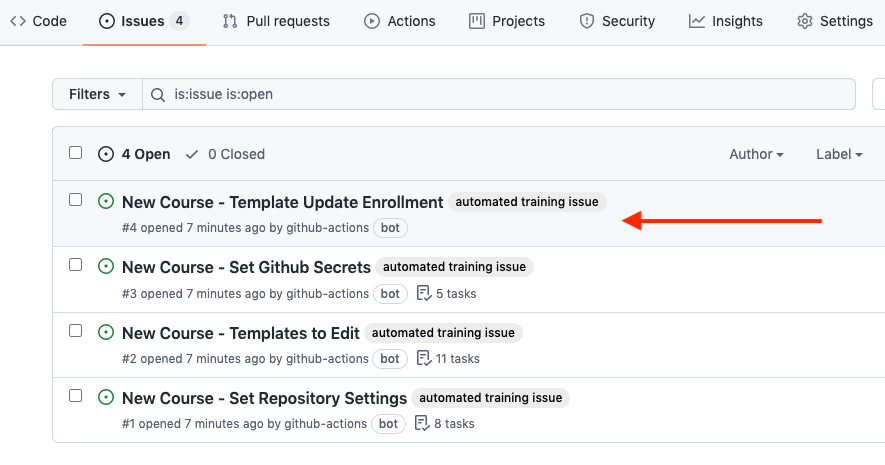 Code Issues 4 Pull requests Actions Projects Security Insights Settings
Filters is:issue is:open
4 Open 0 Closed Author Label
New Course - Template Update Enrollment automated training issue
#4 opened 7 minutes ago by github-actions bot
New Course - Set Github Secrets automated training issue
#3 opened 7 minutes ago by github-actions bot 5 tasks
New Course - Templates to Edit automated training issue
#2 opened 7 minutes ago by github-actions bot 11 tasks
New Course - Set Repository Settings automated training issue
#1 opened 7 minutes ago by github-actions bot 8 tasks